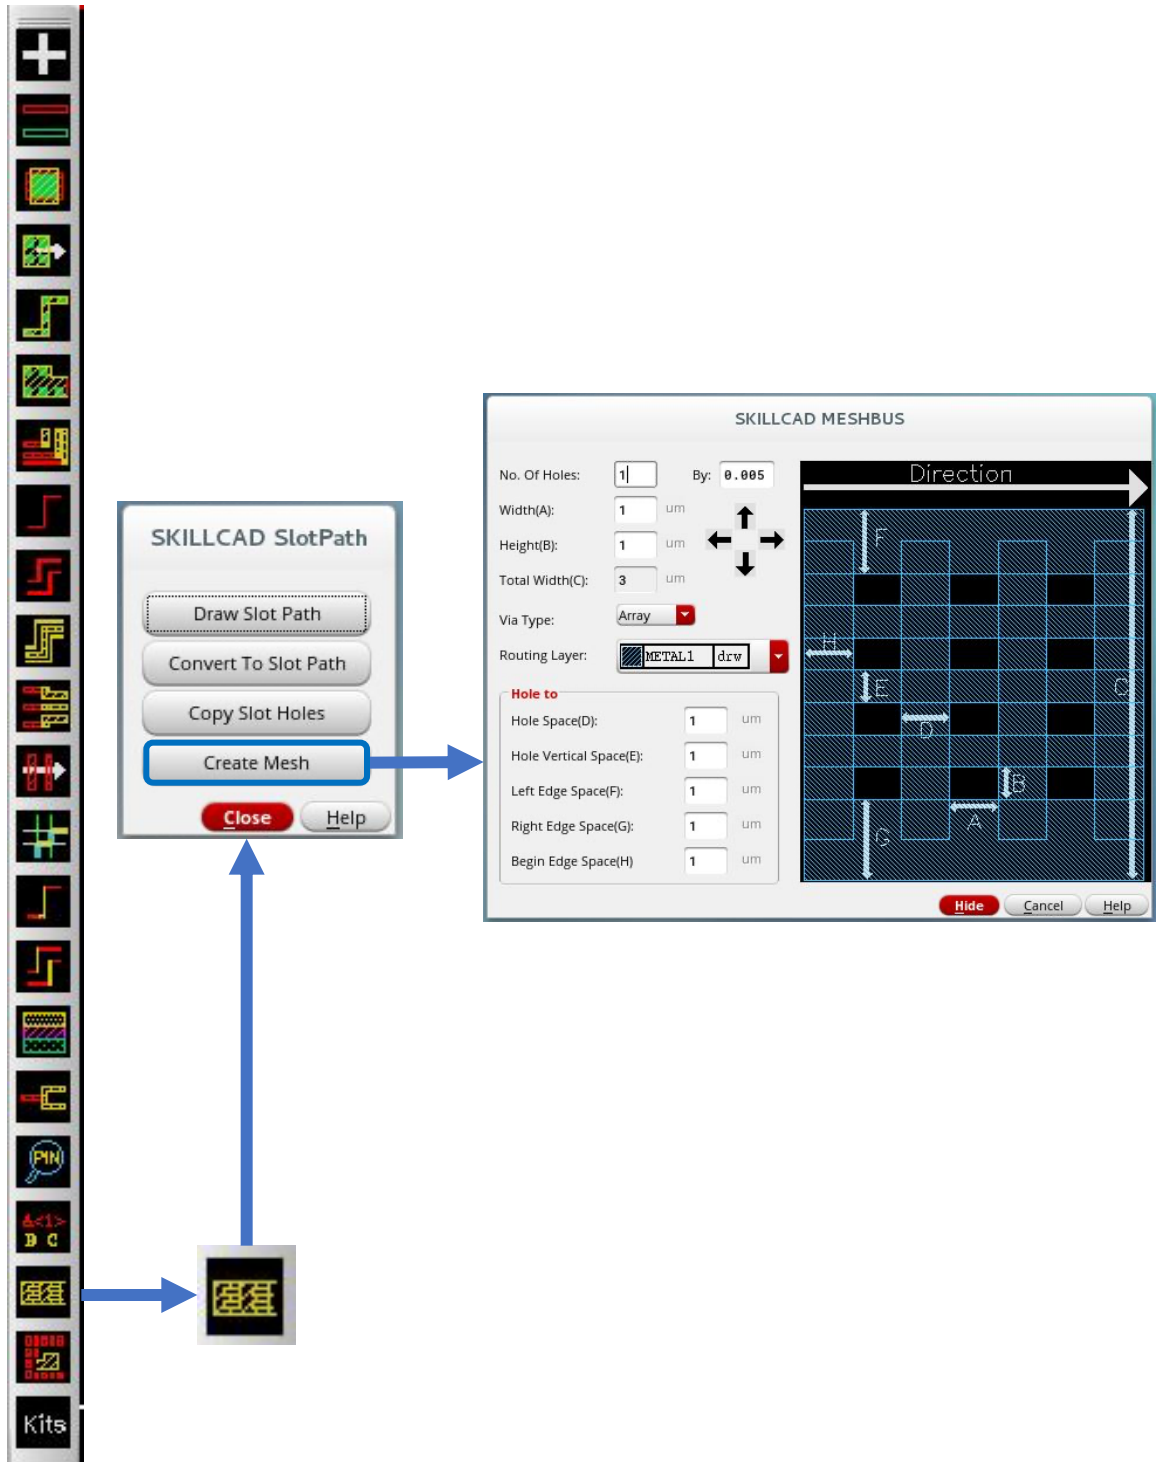 PIN
A<1>
B C
Kits
SKILLCAD SlotPath
Draw Slot Path
Convert To Slot Path
Copy Slot Holes
Create Mesh
Close Help
SKILLCAD MESHBUS
No. Of Holes: 1 By: 0.005
Width(A): 1 um
Height(B): 1 um
Total Width(C): 3 um
Via Type: Array
Routing Layer: METAL1 drw
Hole to
Hole Space(D): 1 um
Hole Vertical Space(E): 1 um
Left Edge Space(F): 1 um
Right Edge Space(G): 1 um
Begin Edge Space(H) 1 um
Direction
F
H
E
C
D
B
A
G
Hide Cancel Help